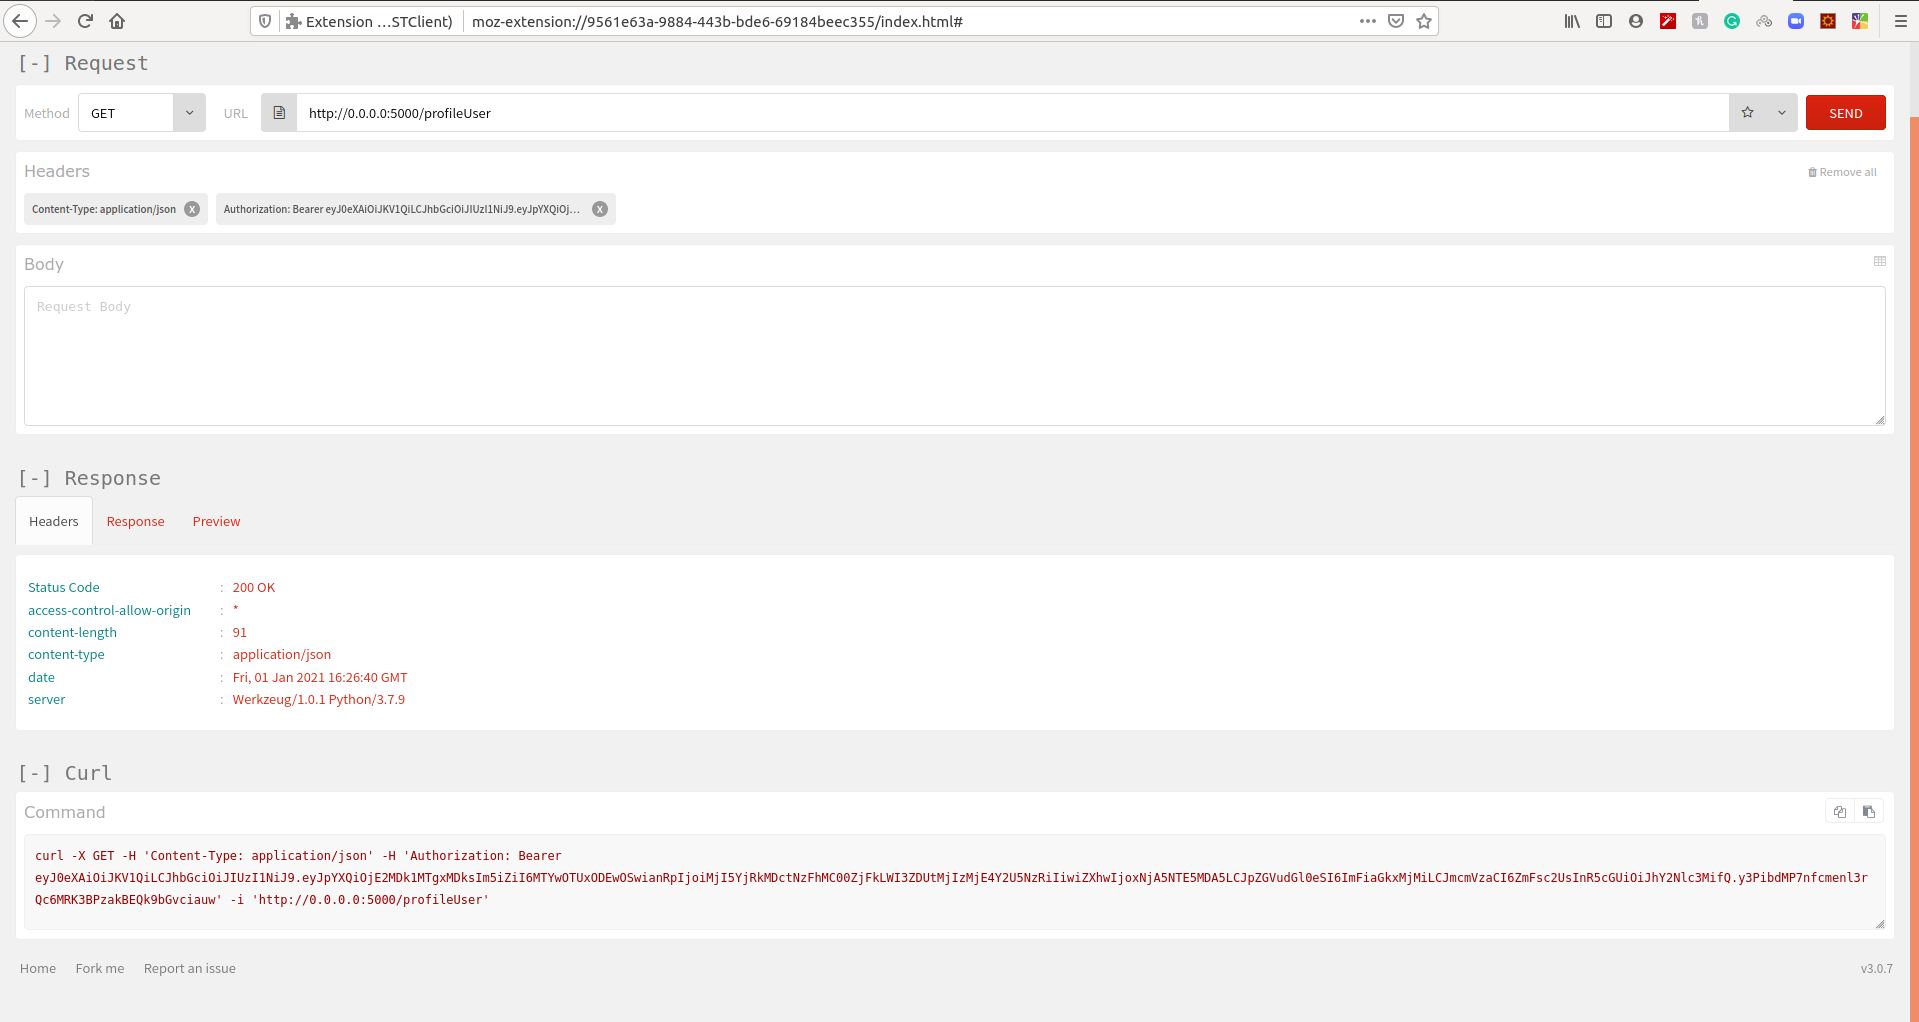 Extension ...STClient) moz-extension://9561e63a-9884-443b-bde6-69184beec355/index.html#
[-] Request
Method GET URL http://0.0.0.0:5000/profileUser SEND
Headers Remove all
Content-Type: application/json X Authorization: Bearer eyJ0eXAiOiJKV1QiLCJhbGciOiJIUzI1NiJ9.eyJpYXQiOj... X
Body
Request Body
[-] Response
Headers Response Preview
Status Code : 200 OK
access-control-allow-origin : *
content-length : 91
content-type : application/json
date : Fri, 01 Jan 2021 16:26:40 GMT
server : Werkzeug/1.0.1 Python/3.7.9
[-] Curl
Command
curl -X GET -H 'Content-Type: application/json' -H 'Authorization: Bearer
eyJ0eXAiOiJKV1QiLCJhbGciOiJIUzI1NiJ9.eyJpYXQiOjE2MDk1MTgxMDksIm5iZiI6MTYwOTUxODEwOSwianRpIjoiMjI5YjRkMDctNzFhMC00ZjFkLWI3ZDUtMjIzMjE4Y2U5NzRiIiwiZXhwIjoxNjA5NTE5MDA5LCJpZGVudGl0eSI6ImFiaGkxMjMiLCJmcmVzaCI6ZmFsc2UsInR5cGUiOiJhY2Nlc3MifQ.y3PibdMP7nfcmenl3r
Qc6MRK3BPzakBEQk9bGvciauw' -i 'http://0.0.0.0:5000/profileUser'
Home Fork me Report an issue v3.0.7